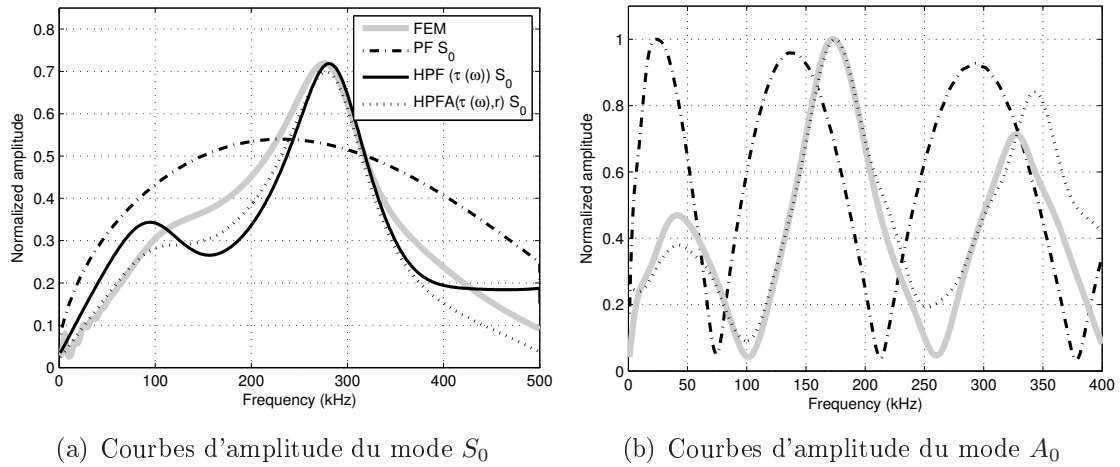 0.8
0.7
0.6
0.5
0.4
0.3
0.2
0.1
0
Normalized amplitude
0 100 200 300 400 500
Frequency (kHz)
FEM
PF S0
HPF (τ (ω)) S0
HPFA(τ (ω),r) S0
(a) Courbes d'amplitude du mode S0
1
0.8
0.6
0.4
0.2
0
Normalized amplitude
0 50 100 150 200 250 300 350 400
Frequency (kHz)
(b) Courbes d'amplitude du mode A0